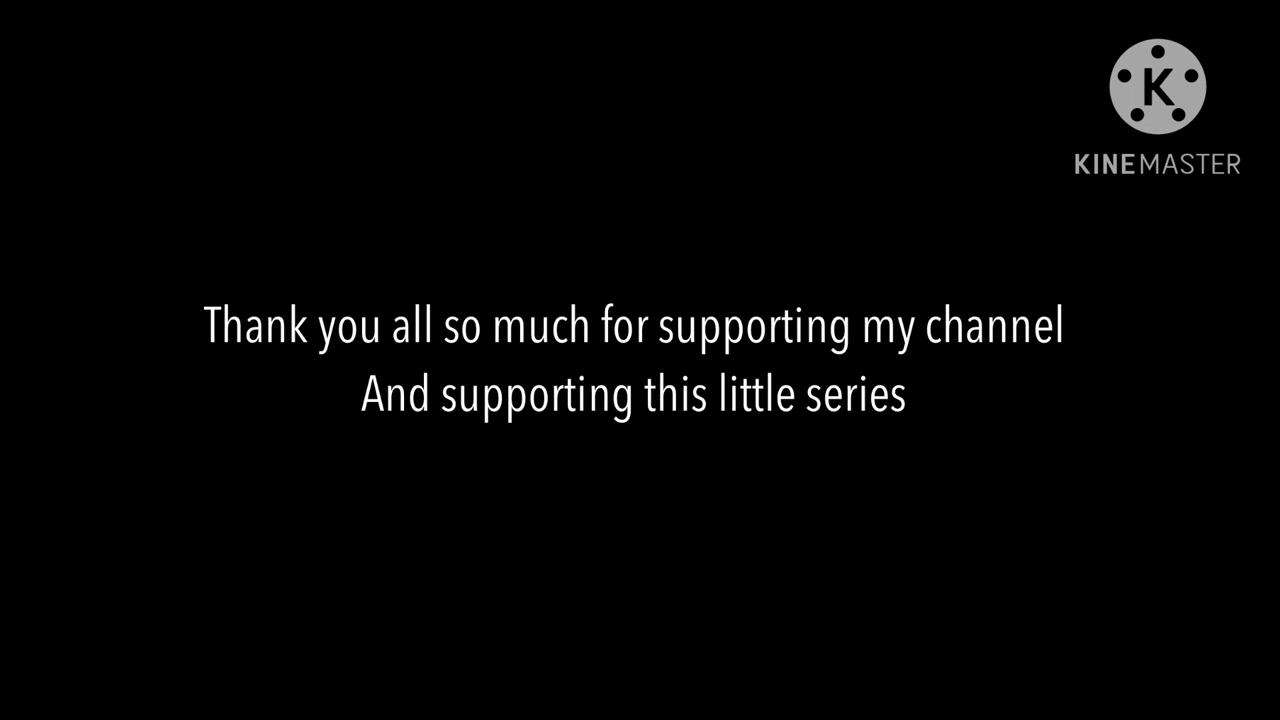 K
KINEMASTER
Thank you all so much for supporting my channel
And supporting this little series